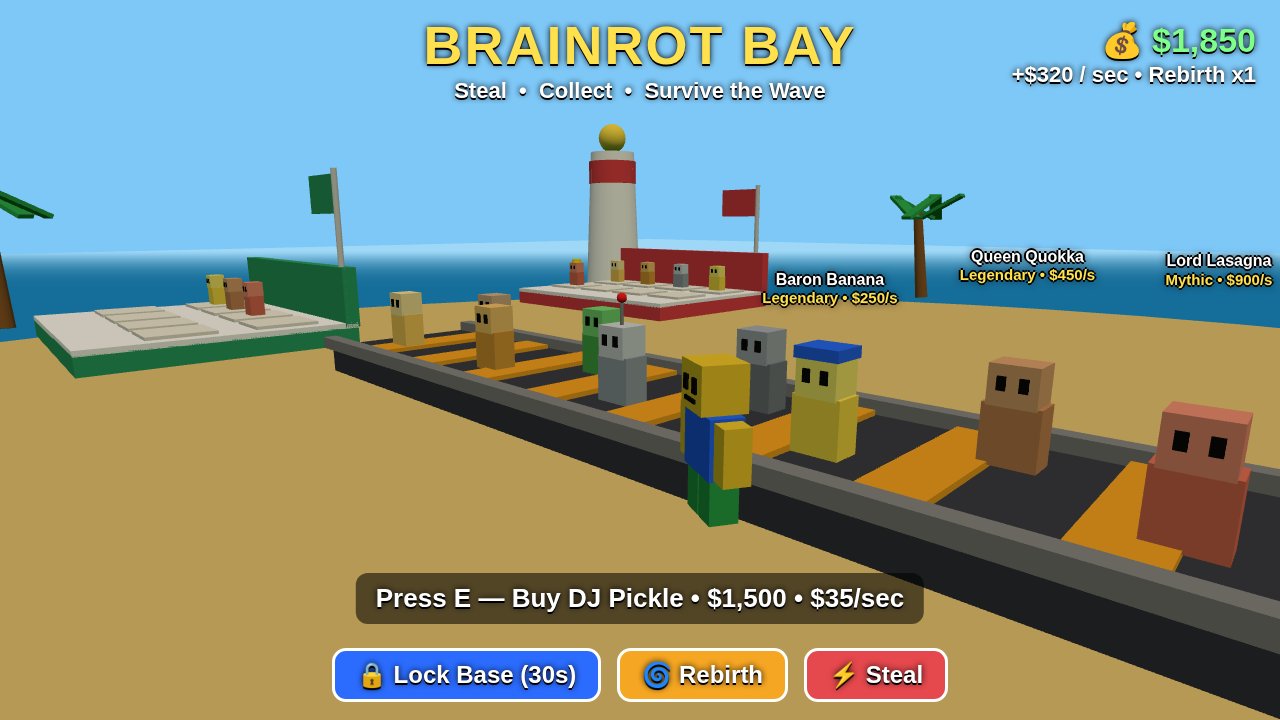 BRAINROT BAY
Steal • Collect • Survive the Wave
💰 $1,850
+$320 / sec • Rebirth x1
Queen Quokka
Legendary • $450/s
Lord Lasagna
Mythic • $900/s
Baron Banana
Legendary • $250/s
Press E — Buy DJ Pickle • $1,500 • $35/sec
🔒 Lock Base (30s)
🌀 Rebirth
⚡ Steal